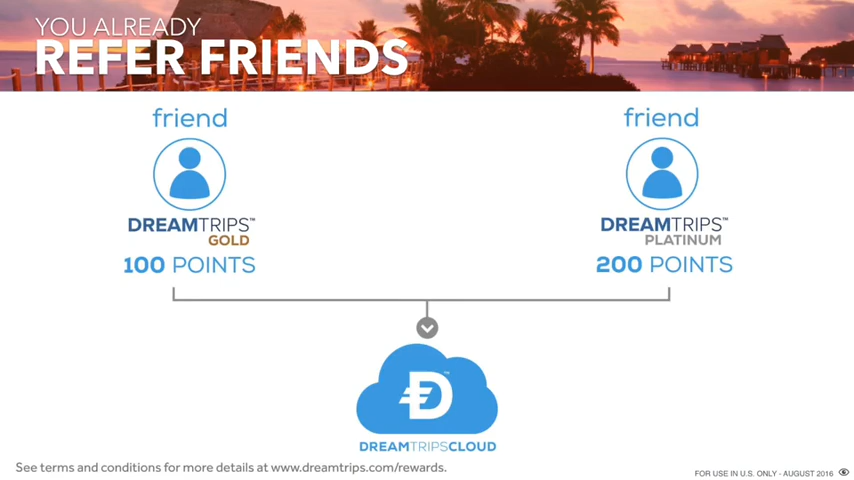 YOU ALREADY
REFER FRIENDS
friend
friend
DREAMTRIPS™
GOLD
DREAMTRIPS™
PLATINUM
100 POINTS
200 POINTS
Đ™
DREAMTRIPSCLOUD
See terms and conditions for more details at www.dreamtrips.com/rewards.
FOR USE IN U.S. ONLY - AUGUST 2016